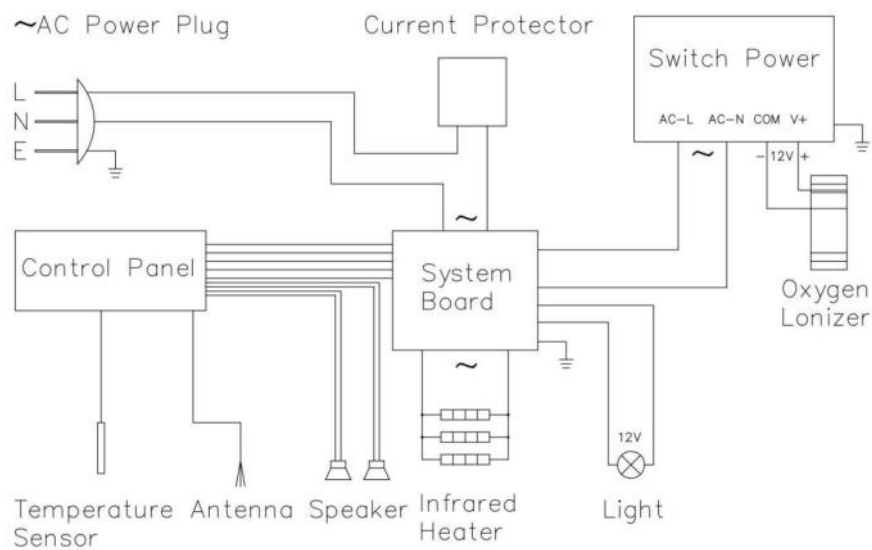 ~AC Power Plug
Current Protector
Switch Power
L
N
E
AC-L AC-N COM V+
~
- 12V +
~
Control Panel
System
Board
Oxygen
Lonizer
~
12V
Temperature
Sensor
Antenna
Speaker
Infrared
Heater
Light